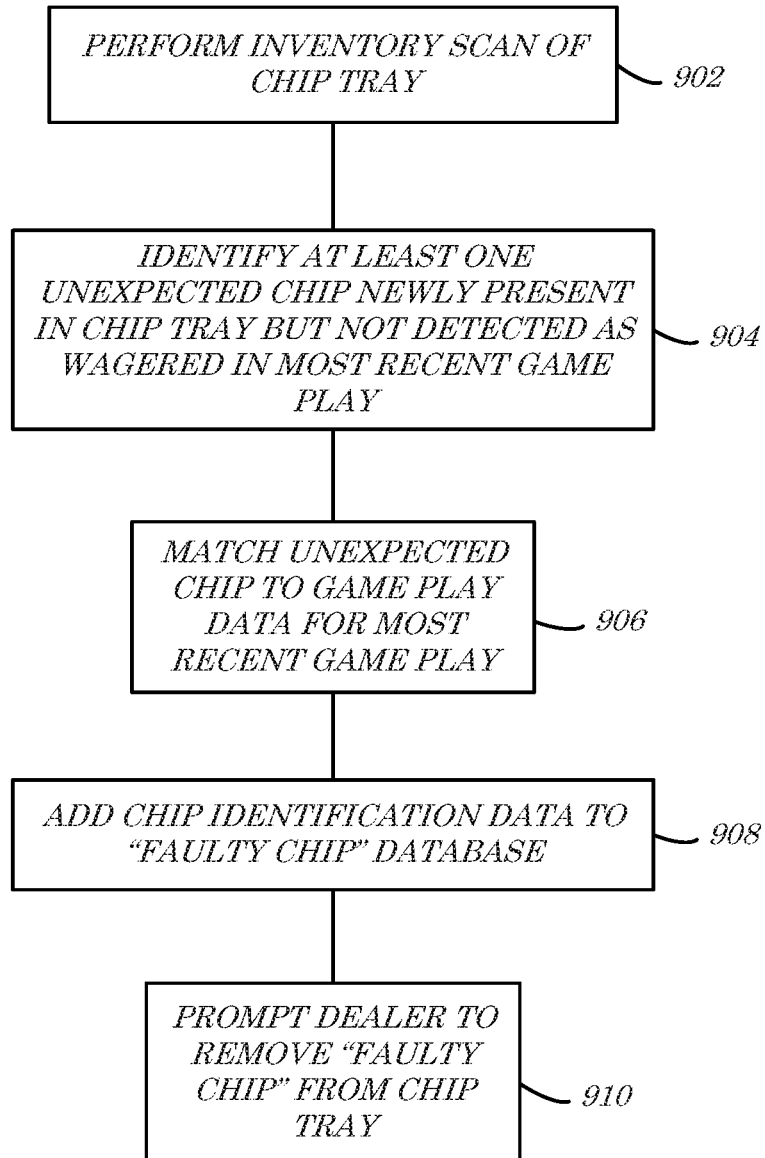 PERFORM INVENTORY SCAN OF
CHIP TRAY
902
IDENTIFY AT LEAST ONE
UNEXPECTED CHIP NEWLY PRESENT
IN CHIP TRAY BUT NOT DETECTED AS
WAGERED IN MOST RECENT GAME
PLAY
904
MATCH UNEXPECTED
CHIP TO GAME PLAY
DATA FOR MOST
RECENT GAME PLAY
906
ADD CHIP IDENTIFICATION DATA TO
“FAULTY CHIP” DATABASE
908
PROMPT DEALER TO
REMOVE “FAULTY
CHIP” FROM CHIP
TRAY
910